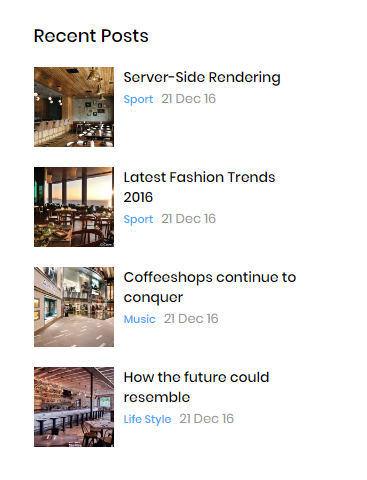 Recent Posts
Server-Side Rendering
Sport 21 Dec 16
Latest Fashion Trends
2016
Sport 21 Dec 16
Coffeeshops continue to
conquer
Music 21 Dec 16
How the future could
resemble
Life Style 21 Dec 16